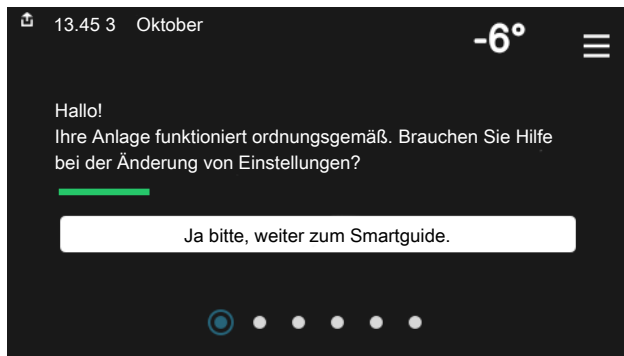 13.45 3 Oktober
-6°
Hallo!
Ihre Anlage funktioniert ordnungsgemäß. Brauchen Sie Hilfe
bei der Änderung von Einstellungen?
Ja bitte, weiter zum Smartguide.